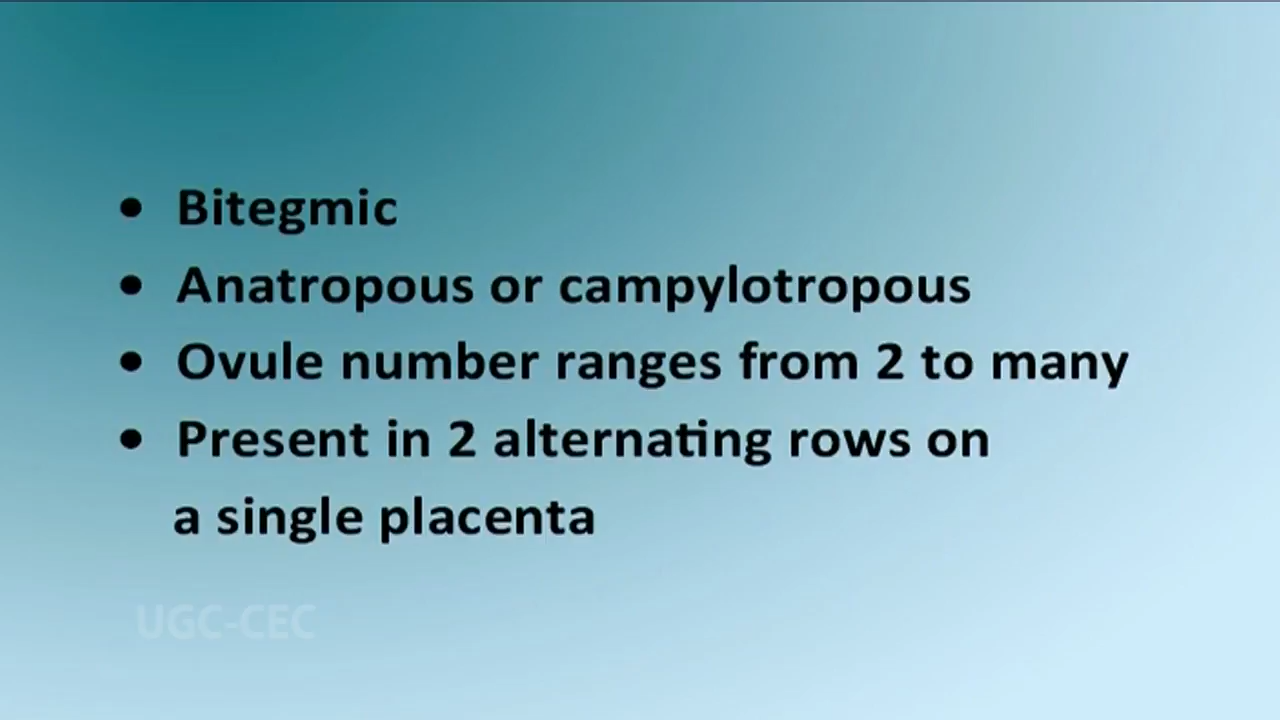 • Bitegmic
• Anatropous or campylotropous
• Ovule number ranges from 2 to many
• Present in 2 alternating rows on
a single placenta
UGC-CEC